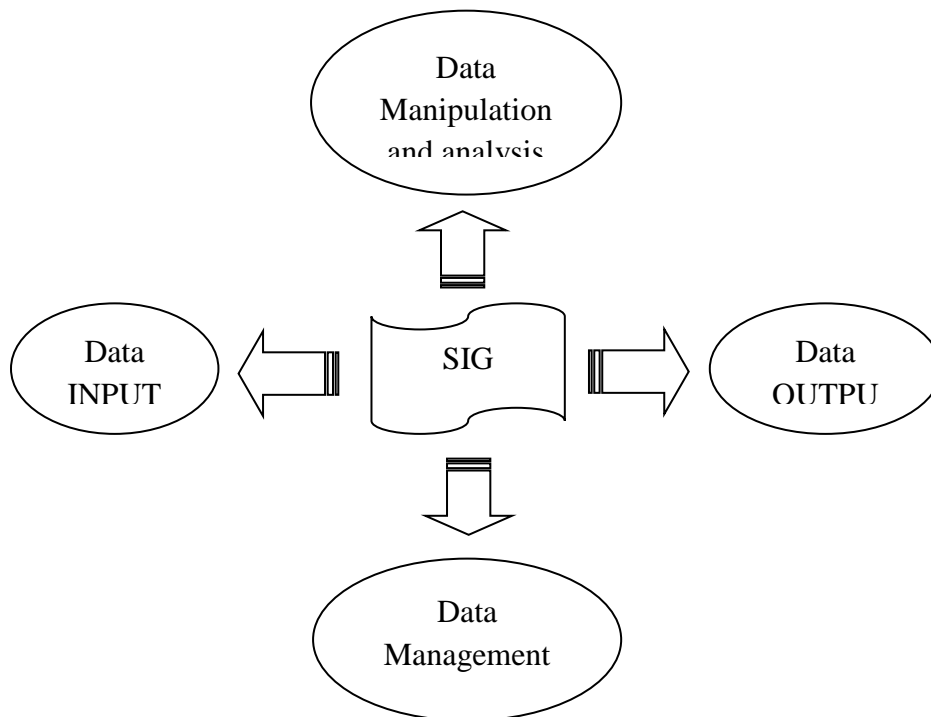 Data
Manipulation
and analysis
Data
INPUT
SIG
Data
OUTPU
Data
Management